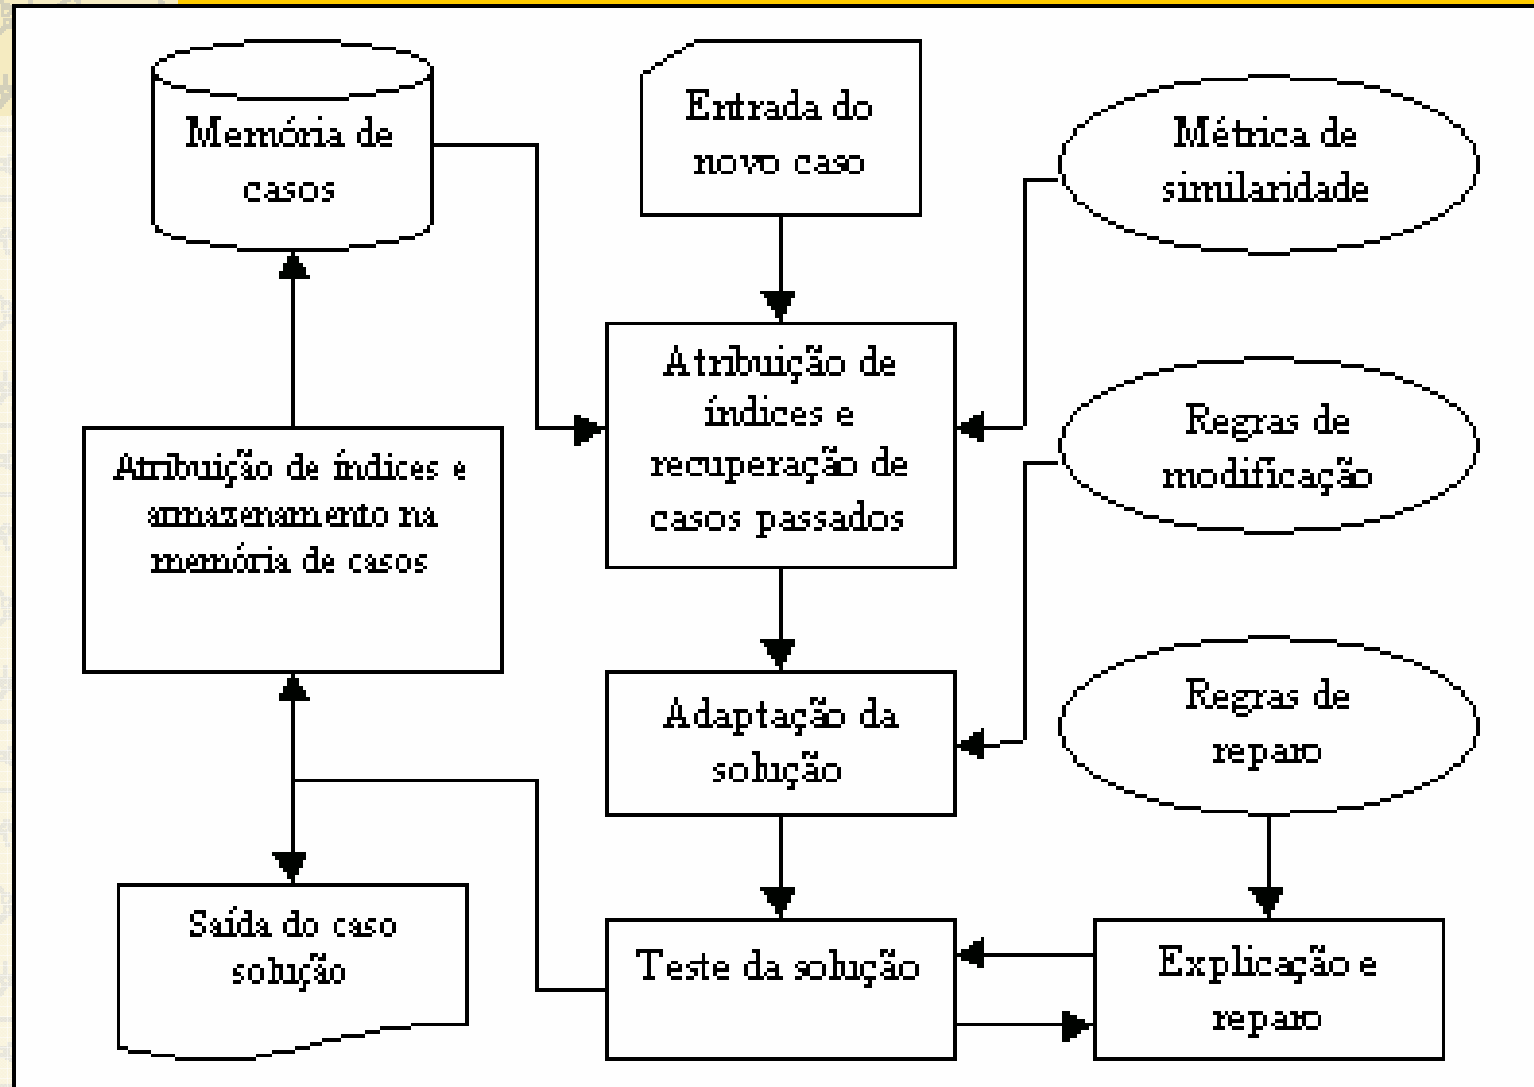 Memória de
casos
Entrada do
novo caso
Métrica de
similaridade
Atribuição de
índices e
recuperação de
casos passados
Regras de
modificação
Atribuição de índices e
armazenamento na
memória de casos
Adaptação da
solução
Regras de
reparo
Saída do caso
solução
Teste da solução
Explicação e
reparo